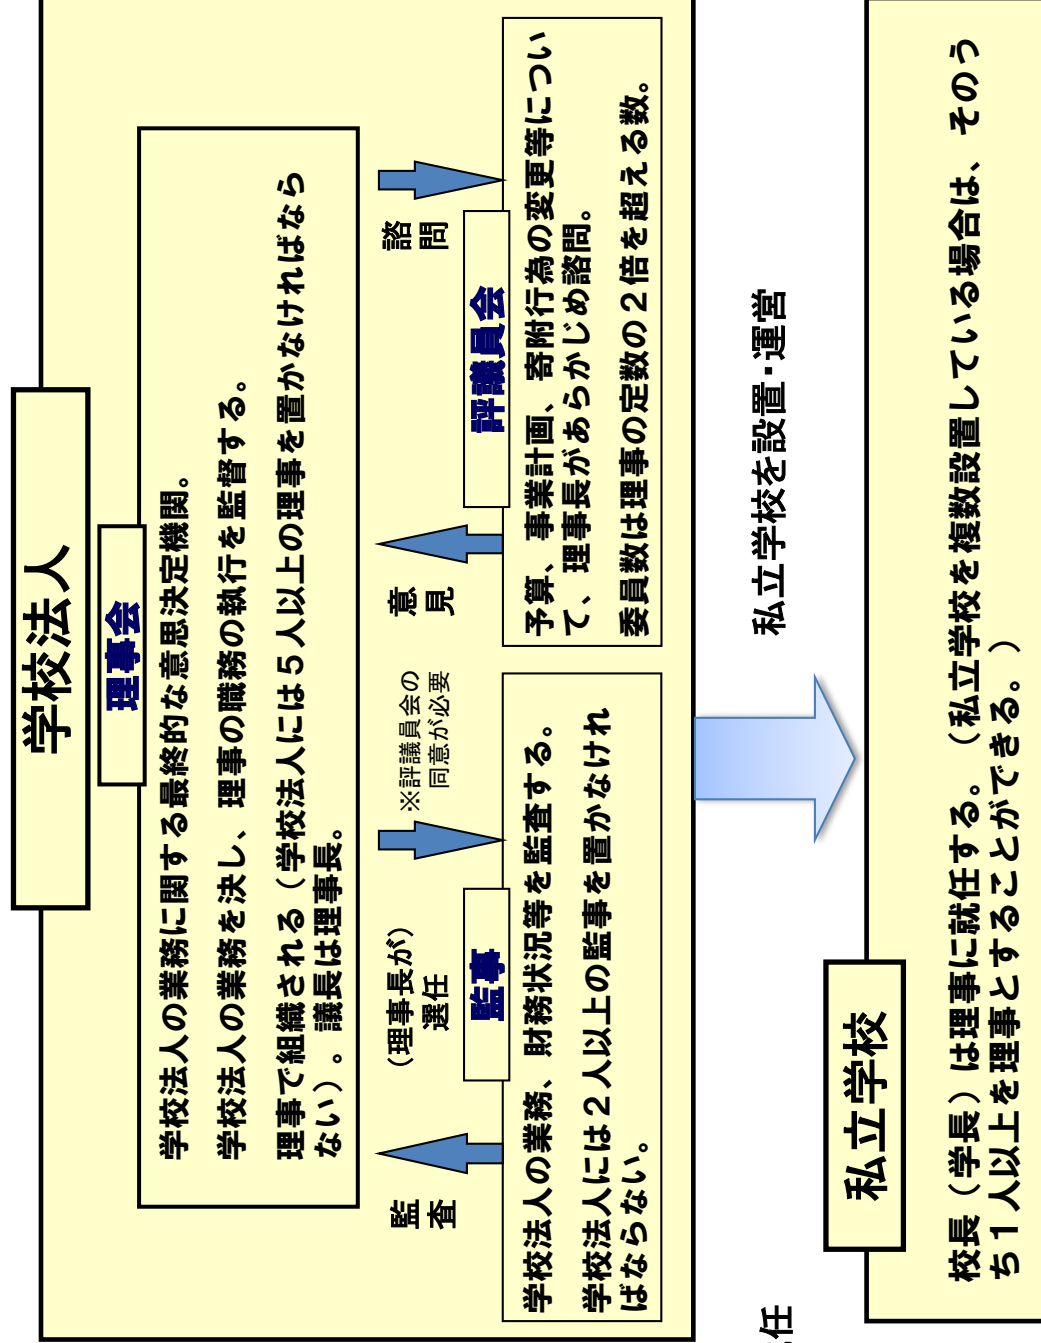 学校法人
理事会
学校法人の業務に関する最終的な意思決定機関。
学校法人の業務を決し、理事の職務の執行を監督する。
理事で組織される（学校法人には５人以上の理事を置かなければなら
ない）。議長は理事長。
監査
（理事長が）
選任
※評議員会の
同意が必要
意見
諮問
監事
学校法人の業務、財務状況等を監査する。
学校法人には２人以上の監事を置かなけれ
ばならない。
評議員会
予算、事業計画、寄附行為の変更等につい
て、理事長があらかじめ諮問。
委員数は理事の定数の２倍を超える数。
任
私立学校を設置・運営
私立学校
校長（学長）は理事に就任する。（私立学校を複数設置している場合は、そのう
ち１人以上を理事とすることができる。）